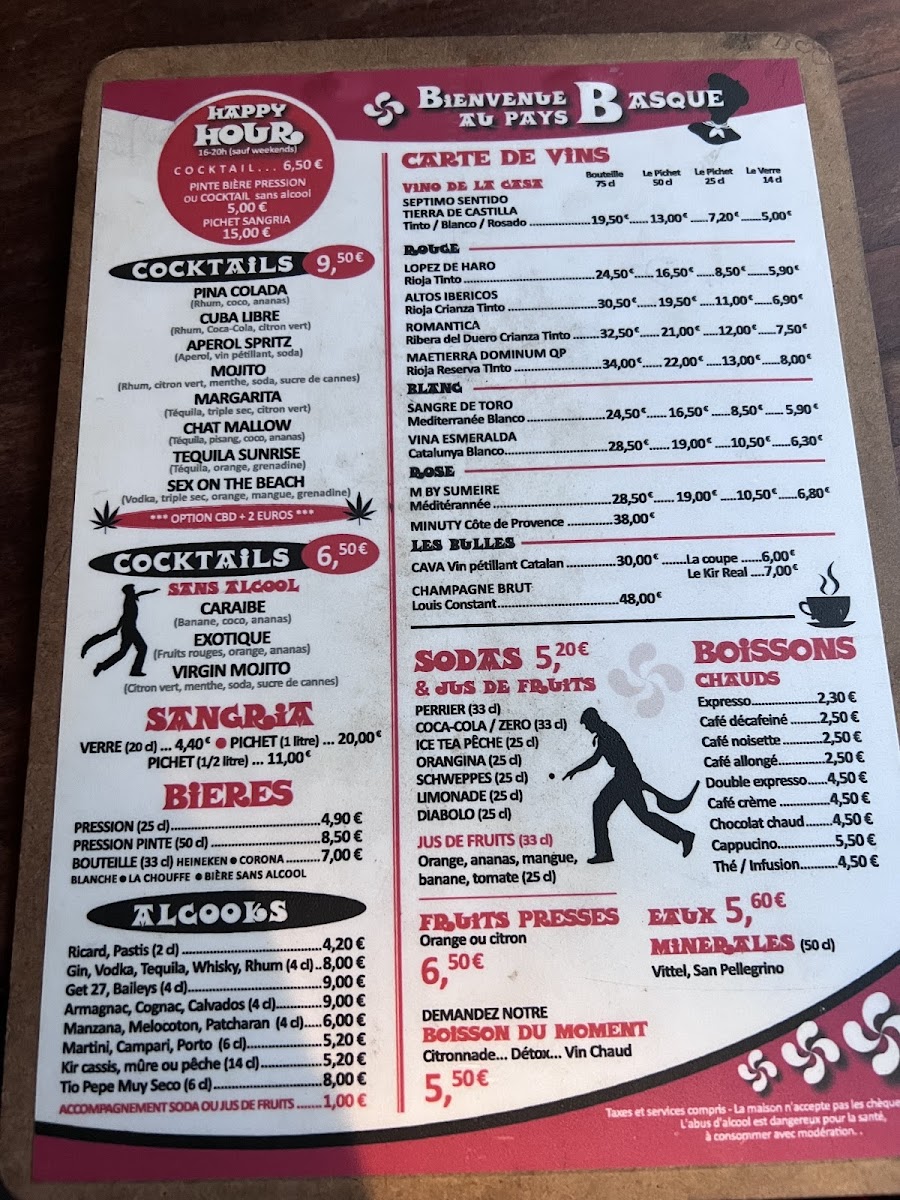 HAPPY
HOUR
16-20h (sauf weekends)
COCKTAIL... 6,50 €
PINTE BIÈRE PRESSION
ou COCKTAIL sans alcool
5,00 €
PICHET SANGRIA
15,00 €
COCKTAILS 9,50€
PINA COLADA
(Rhum, coco, ananas)
CUBA LIBRE
(Rhum, Coca-Cola, citron vert)
APEROL SPRITZ
(Aperol, vin pétillant, soda)
MOJITO
(Rhum, citron vert, menthe, soda, sucre de cannes)
MARGARITA
(Téquila, triple sec, citron vert)
CHAT MALLOW
(Téquila, pisang, coco, ananas)
TEQUILA SUNRISE
(Téquila, orange, grenadine)
SEX ON THE BEACH
(Vodka, triple sec, orange, mangue, grenadine)
*** OPTION CBD + 2 EUROS ***
COCKTAILS 6,50€
SANS ALCOOL
CARAIBE
(Banane, coco, ananas)
EXOTIQUE
(Fruits rouges, orange, ananas)
VIRGIN MOJITO
(Citron vert, menthe, soda, sucre de cannes)
SANGRIA
VERRE (20 cl) ... 4,40€ ● PICHET (1 litre) ... 20,00€
PICHET (1/2 litre) ... 11,00€
BIERES
PRESSION (25 cl)......4,90 €
PRESSION PINTE (50 cl) ......8,50 €
BOUTEILLE (33 cl) HEINEKEN ● CORONA ......7,00 €
BLANCHE ● LA CHOUFFE ● BIÈRE SANS ALCOOL
ALCOOLS
Ricard, Pastis (2 cl)......4,20 €
Gin, Vodka, Tequila, Whisky, Rhum (4 cl)..8,00 €
Get 27, Baileys (4 cl)......9,00 €
Armagnac, Cognac, Calvados (4 cl)......9,00 €
Manzana, Melocoton, Patcharan (4 cl).....6,00 €
Martini, Campari, Porto (6 cl)......5,20 €
Kir cassis, mûre ou pêche (14 cl)......5,20 €
Tio Pepe Muy Seco (6 cl)......8,00 €
ACCOMPAGNEMENT SODA OU JUS DE FRUITS .......1,00 €
BIENVENUE
AU PAYS BASQUE
CARTE DE VINS
VINO DE LA CASA Bouteille 75 cl Le Pichet 50 cl Le Pichet 25 cl Le Verre 14 cl
SEPTIMO SENTIDO
TIERRA DE CASTILLA
Tinto / Blanco / Rosado ......19,50€..... 13,00€ .....7,20€ .....5,00€
ROUGE
LOPEZ DE HARO
Rioja Tinto ......24,50€..... 16,50€ .....8,50€.....5,90€
ALTOS IBERICOS
Rioja Crianza Tinto ......30,50€..... 19,50€ ....11,00€....6,90€
ROMANTICA
Ribera del Duero Crianza Tinto ......32,50€..... 21,00€ ....12,00€.....7,50€
MAETIERRA DOMINUM QP
Rioja Reserva Tinto ......34,00€..... 22,00€ ....13,00€.....8,00€
BLANC
SANGRE DE TORO
Mediterranée Blanco ......24,50€..... 16,50€ .....8,50€ ..... 5,90€
VINA ESMERALDA
Catalunya Blanco......28,50€..... 19,00€ ....10,50€.....6,30€
ROSE
M BY SUMEIRE
Méditérannée ......28,50€..... 19,00€ ....10,50€.....6,80€
MINUTY Côte de Provence ......38,00€
LES BULLES
CAVA Vin pétillant Catalan ......30,00€ .......La coupe .....6,00€
Le Kir Real ....7,00€
CHAMPAGNE BRUT
Louis Constant......48,00€
SODAS 5,20€
& JUS DE FRUITS
PERRIER (33 cl)
COCA-COLA / ZERO (33 cl)
ICE TEA PÊCHE (25 cl)
ORANGINA (25 cl)
SCHWEPPES (25 cl)
LIMONADE (25 cl)
DIABOLO (25 cl)
JUS DE FRUITS (33 cl)
Orange, ananas, mangue,
banane, tomate (25 cl)
BOISSONS
CHAUDS
Expresso......2,30 €
Café décafeiné ......2,50 €
Café noisette ......2,50 €
Café allongé......2,50 €
Double expresso.....4,50 €
Café crème ......4,50 €
Chocolat chaud......4,50 €
Cappucino......5,50 €
Thé / Infusion......4,50 €
FRUITS PRESSES
Orange ou citron
6,50€
EAUX 5,60€
MINERALES (50 cl)
Vittel, San Pellegrino
DEMANDEZ NOTRE
BOISSON DU MOMENT
Citronnade... Détox... Vin Chaud
5,50€
Taxes et services compris - La maison n'accepte pas les chèque
L'abus d'alcool est dangereux pour la santé,
à consommer avec modération. .